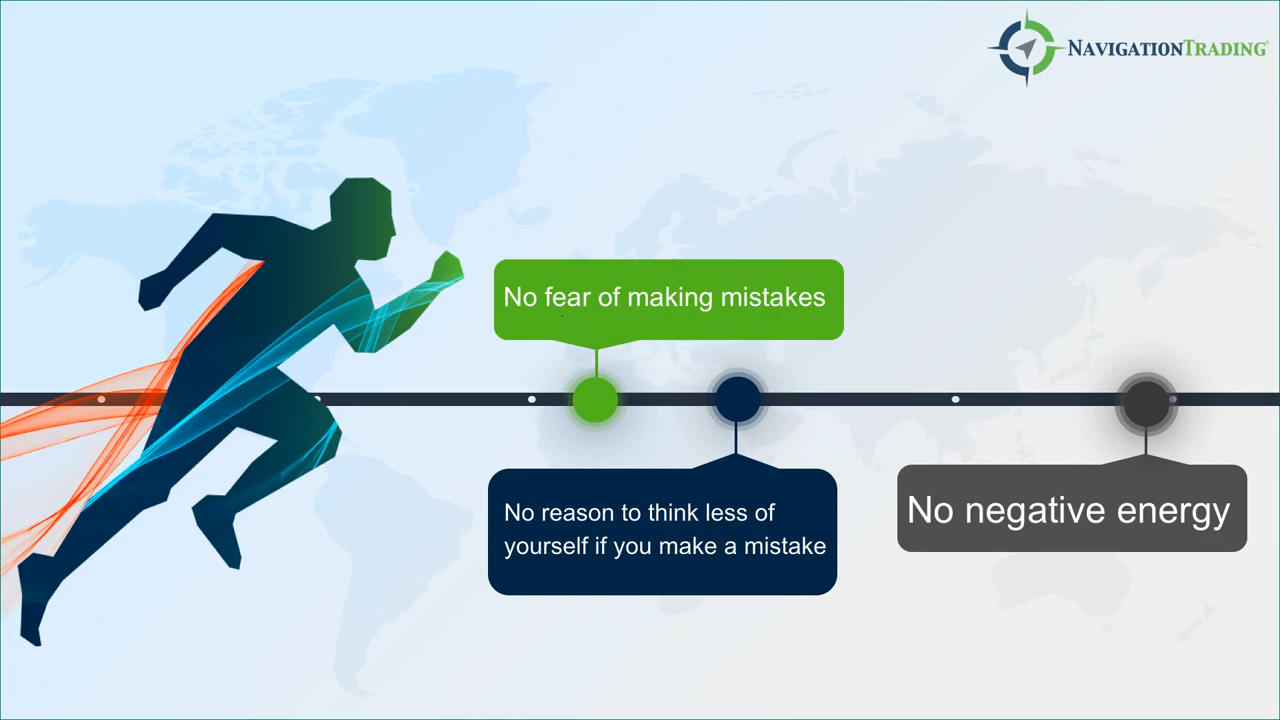 NAVIGATIONTRADING®
No fear of making mistakes
No reason to think less of
yourself if you make a mistake
No negative energy